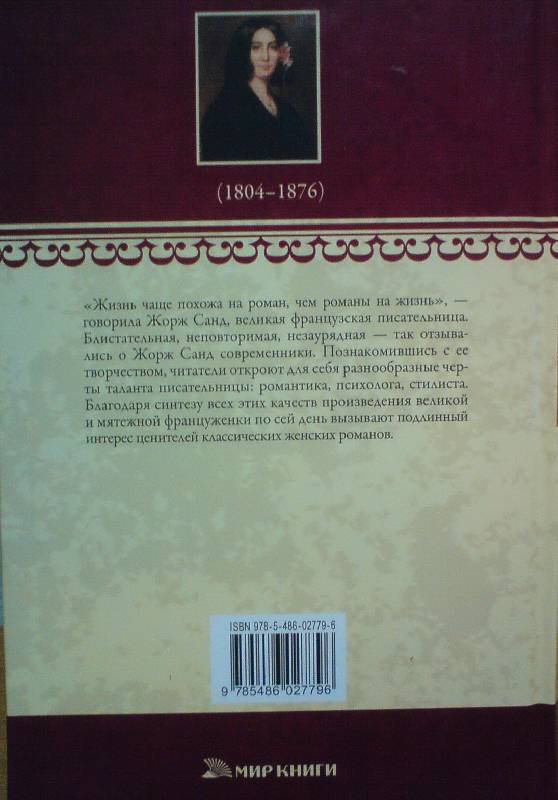 (1804–1876)
«Жизнь чаще похожа на роман, чем романы на жизнь», —
говорила Жорж Санд, великая французская писательница.
Блистательная, неповторимая, незаурядная — так отзыва-
лись о Жорж Санд современники. Познакомившись с ее
творчеством, читатели откроют для себя разнообразные чер-
ты таланта писательницы: романтика, психолога, стилиста.
Благодаря синтезу всех этих качеств произведения великой
и мятежной француженки по сей день вызывают подлинный
интерес ценителей классических женских романов.
ISBN 978-5-486-02779-6
9 785486 027796
МИР КНИГИ